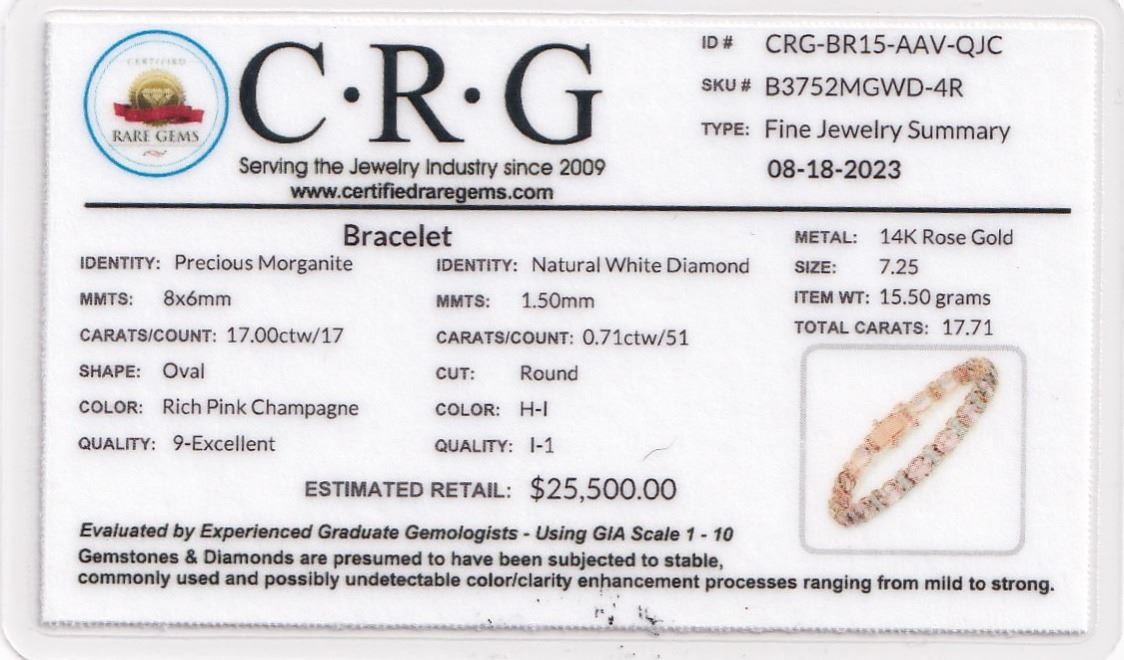 CERTIFIED
RARE GEMS
C·R·G
Serving the Jewelry Industry since 2009
www.certifiedraregems.com
ID # CRG-BR15-AAV-QJC
SKU # B3752MGWD-4R
TYPE: Fine Jewelry Summary
08-18-2023
Bracelet
IDENTITY: Precious Morganite
MMTS: 8x6mm
CARATS/COUNT: 17.00ctw/17
SHAPE: Oval
COLOR: Rich Pink Champagne
QUALITY: 9-Excellent
IDENTITY: Natural White Diamond
MMTS: 1.50mm
CARATS/COUNT: 0.71ctw/51
CUT: Round
COLOR: H-I
QUALITY: I-1
METAL: 14K Rose Gold
SIZE: 7.25
ITEM WT: 15.50 grams
TOTAL CARATS: 17.71
ESTIMATED RETAIL: $25,500.00
Evaluated by Experienced Graduate Gemologists - Using GIA Scale 1 - 10
Gemstones & Diamonds are presumed to have been subjected to stable,
commonly used and possibly undetectable color/clarity enhancement processes ranging from mild to strong.